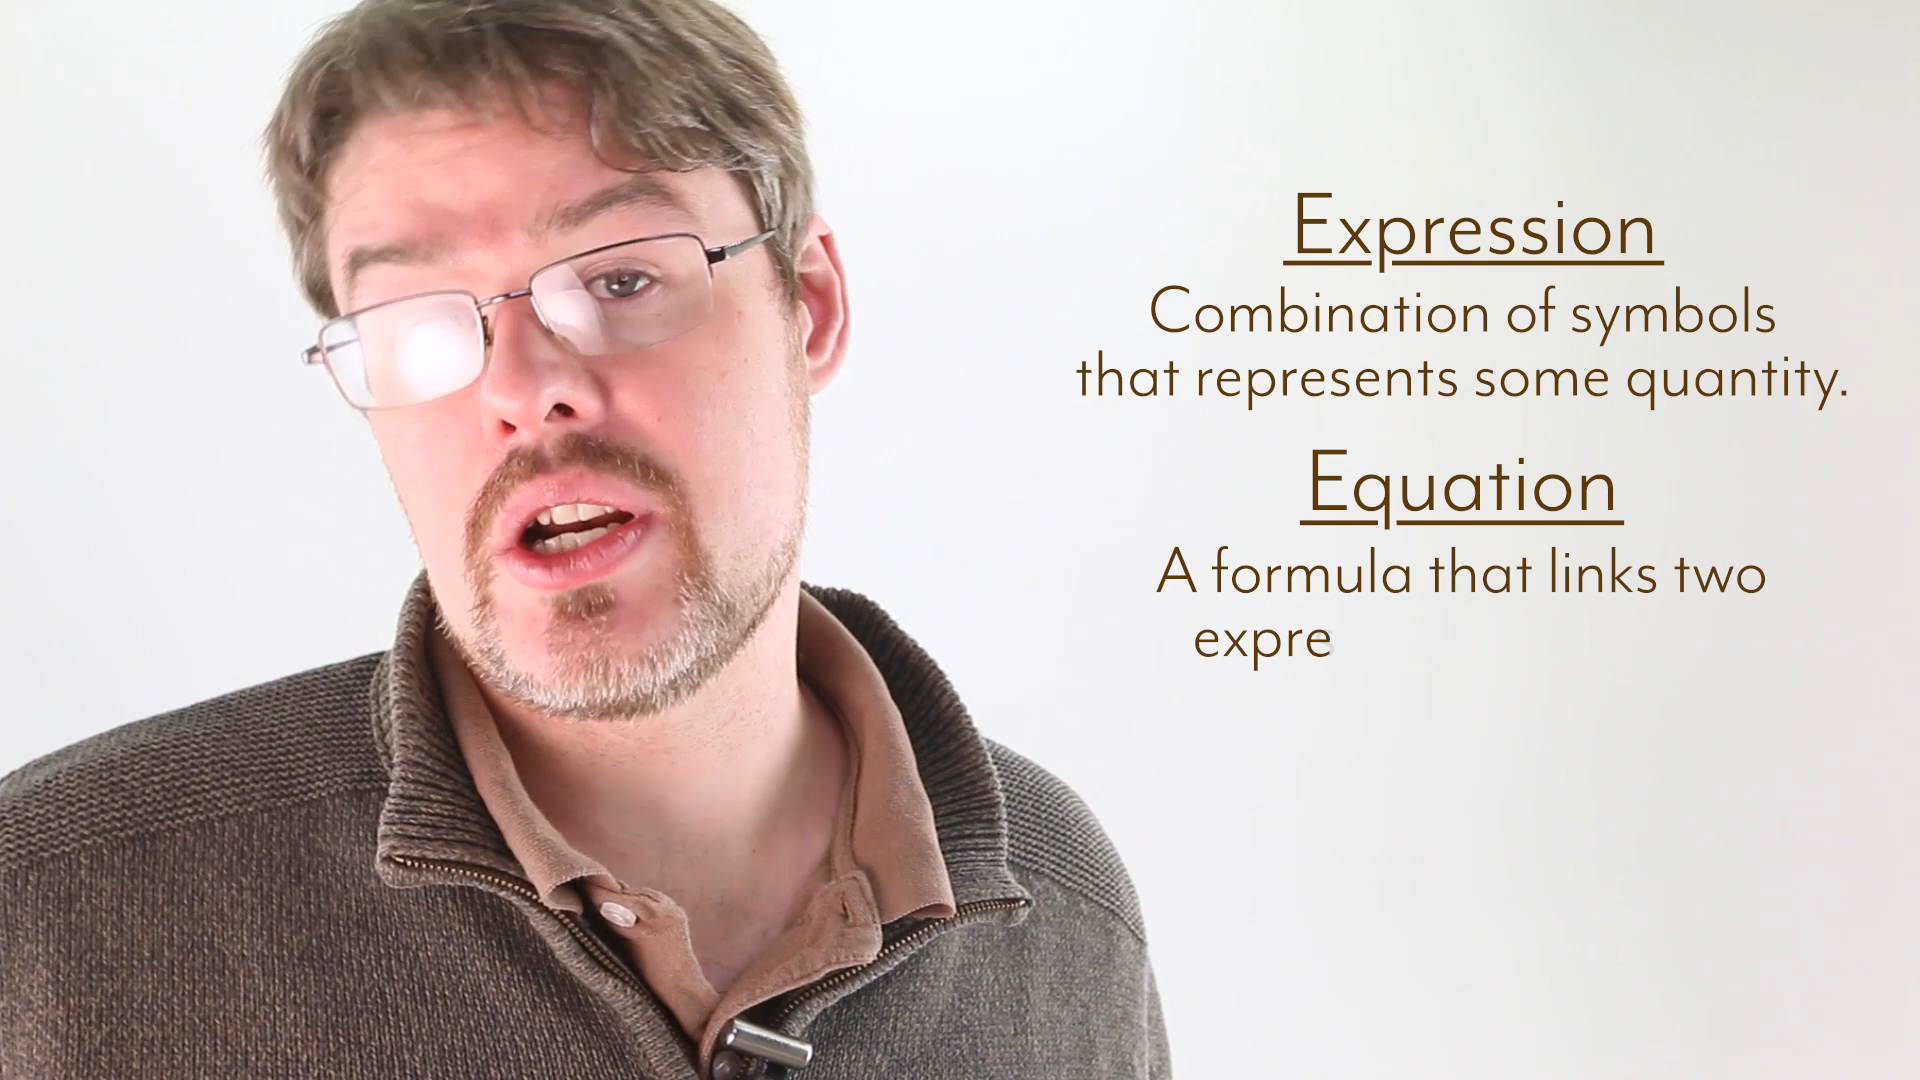 Expression
Combination of symbols
that represents some quantity.
Equation
A formula that links two
expre